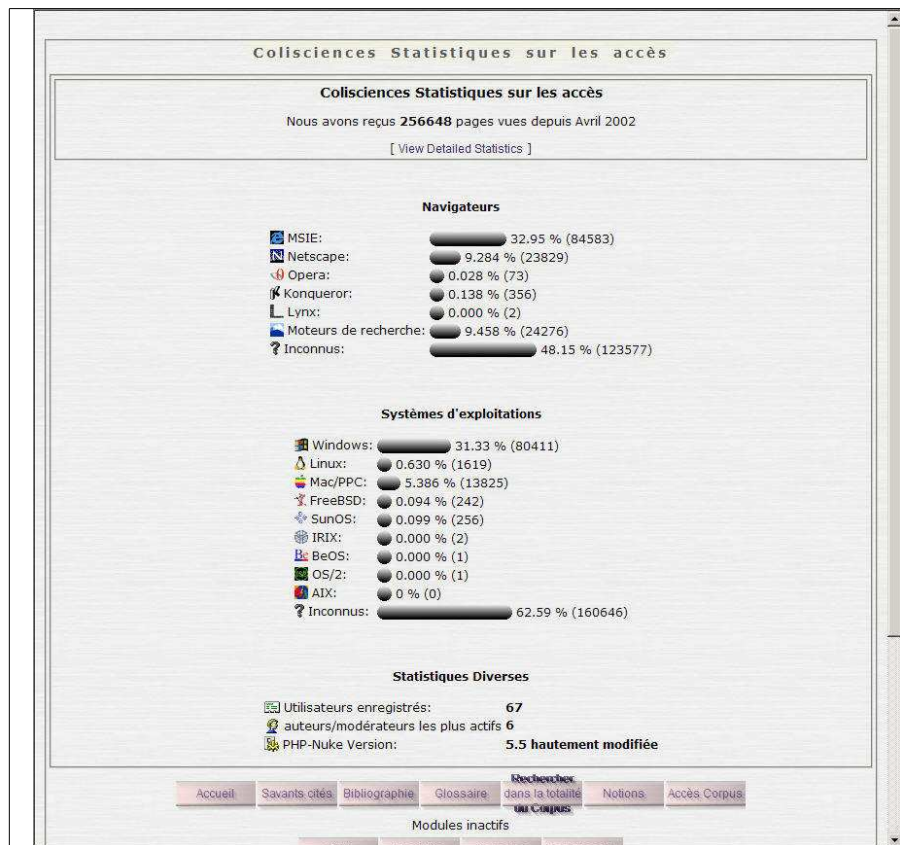 Colisciences Statistiques sur les accès
Colisciences Statistiques sur les accès
Nous avons reçus 256648 pages vues depuis Avril 2002
[ View Detailed Statistics ]
Navigateurs
MSIE: 32.95 % (84583)
Netscape: 9.284 % (23829)
Opera: 0.028 % (73)
Konqueror: 0.138 % (356)
Lynx: 0.000 % (2)
Moteurs de recherche: 9.458 % (24276)
? Inconnus: 48.15 % (123577)
Systèmes d'exploitations
Windows: 31.33 % (80411)
Linux: 0.630 % (1619)
Mac/PPC: 5.386 % (13825)
FreeBSD: 0.094 % (242)
SunOS: 0.099 % (256)
IRIX: 0.000 % (2)
Be BeOS: 0.000 % (1)
OS/2: 0.000 % (1)
AIX: 0 % (0)
? Inconnus: 62.59 % (160646)
Statistiques Diverses
Utilisateurs enregistrés: 67
auteurs/modérateurs les plus actifs 6
PHP-Nuke Version: 5.5 hautement modifiée
Accueil Savants cités Bibliographie Glossaire Rechercher dans la totalité du Corpus Notions Accès Corpus
Modules inactifs